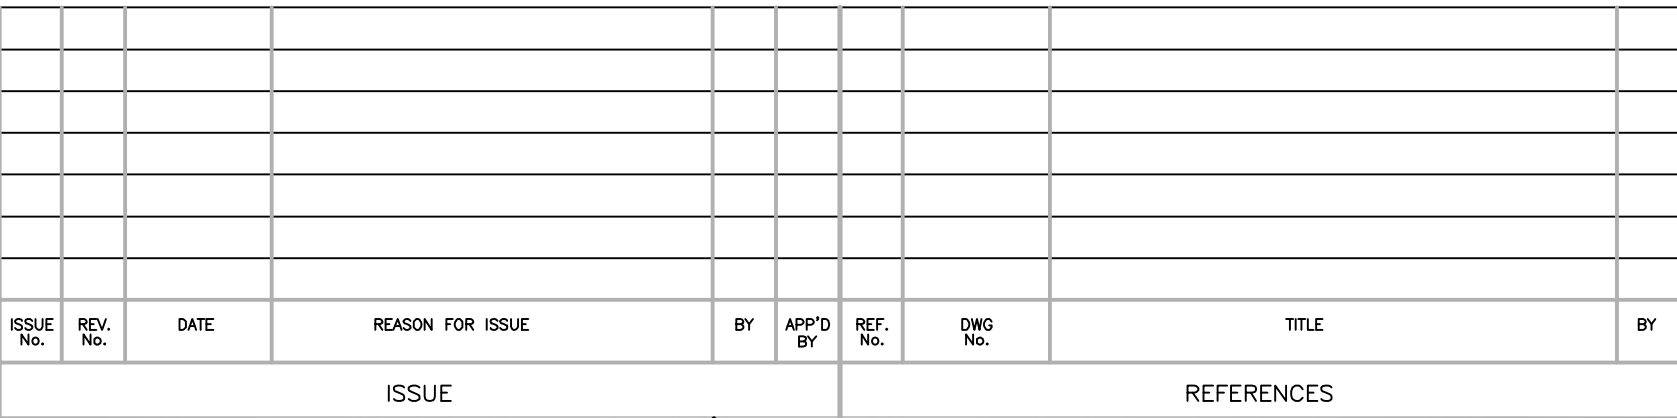 ISSUE No.
REV. No.
DATE
REASON FOR ISSUE
BY
APP'D BY
REF. No.
DWG No.
TITLE
BY
ISSUE
REFERENCES